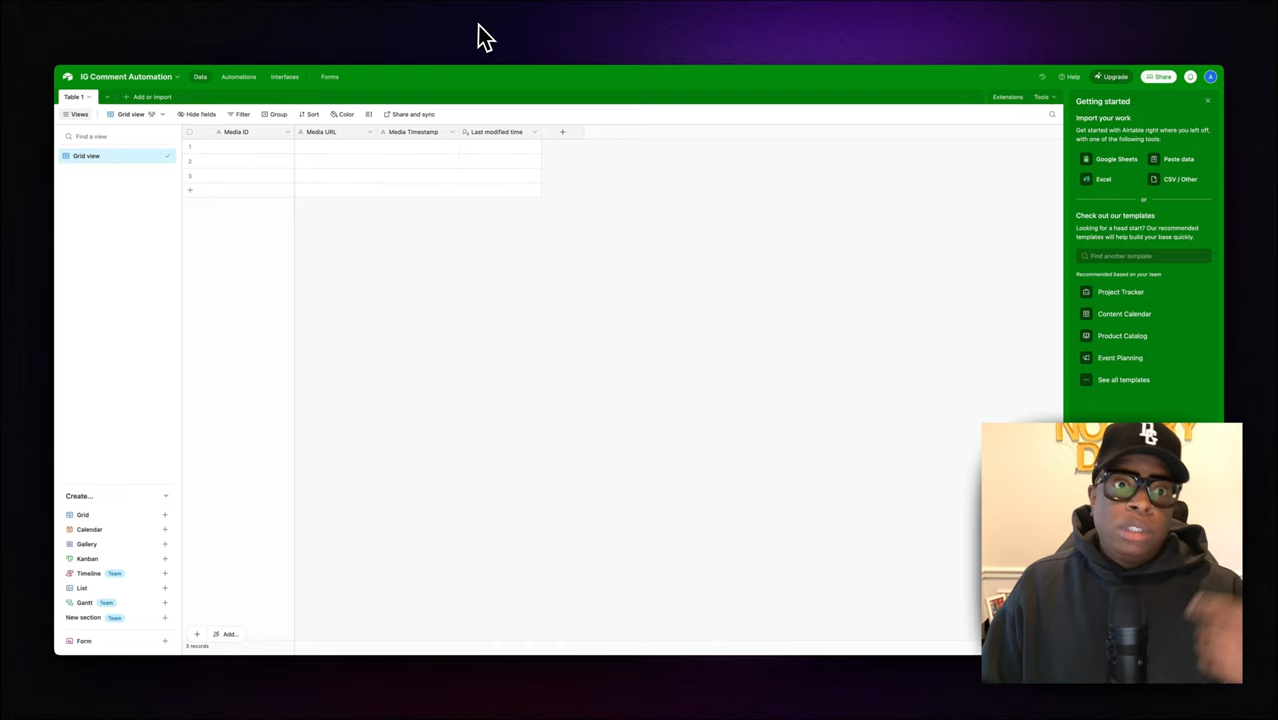 IG Comment Automation
Data
Automations
Interfaces
Forms
Help
Upgrade
Share
A
Table 1
Add or import
Extensions
Tools
Views
Grid view
Hide fields
Filter
Group
Sort
Color
Share and sync
Find a view
Grid view
A Media ID
A Media URL
A Media Timestamp
Last modified time
1
2
3
Create...
Grid
Calendar
Gallery
Kanban
Timeline Team
List
Gantt Team
New section Team
Form
Add...
3 records
Getting started
Import your work
Get started with Airtable right where you left off,
with one of the following tools:
Google Sheets
Paste data
Excel
CSV / Other
or
Check out our templates
Looking for a head start? Our recommended
templates will help build your base quickly.
Find another template
Recommended based on your team
Project Tracker
Content Calendar
Product Catalog
Event Planning
See all templates